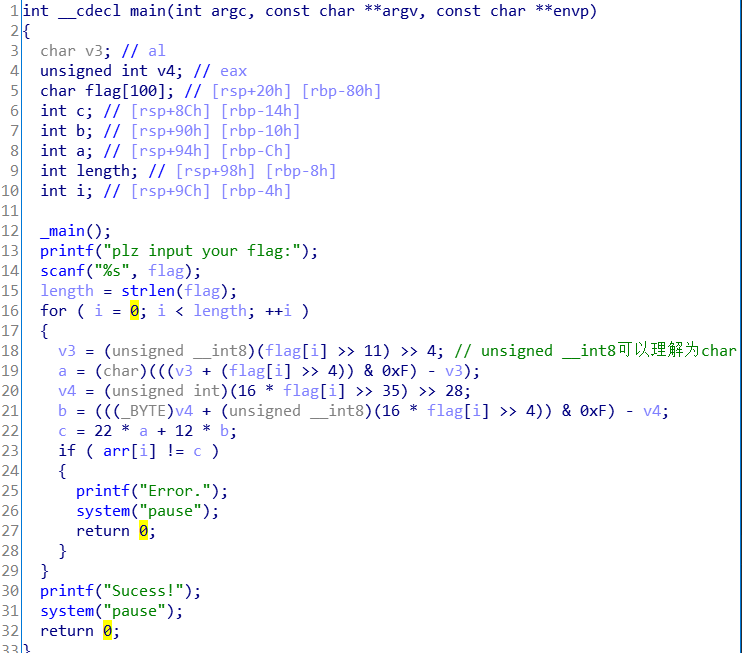 1 int __cdecl main(int argc, const char **argv, const char **envp)
2 {
3   char v3; // al
4   unsigned int v4; // eax
5   char flag[100]; // [rsp+20h] [rbp-80h]
6   int c; // [rsp+8Ch] [rbp-14h]
7   int b; // [rsp+90h] [rbp-10h]
8   int a; // [rsp+94h] [rbp-Ch]
9   int length; // [rsp+98h] [rbp-8h]
10   int i; // [rsp+9Ch] [rbp-4h]
11
12   _main();
13   printf("plz input your flag:");
14   scanf("%s", flag);
15   length = strlen(flag);
16   for ( i = 0; i < length; ++i )
17   {
18     v3 = (unsigned __int8)(flag[i] >> 11) >> 4; // unsigned __int8可以理解为char
19     a = (char)(((v3 + (flag[i] >> 4)) & 0xF) - v3);
20     v4 = (unsigned int)(16 * flag[i] >> 35) >> 28;
21     b = (((_BYTE)v4 + (unsigned __int8)(16 * flag[i] >> 4)) & 0xF) - v4;
22     c = 22 * a + 12 * b;
23     if ( arr[i] != c )
24     {
25       printf("Error.");
26       system("pause");
27       return 0;
28     }
29   }
30   printf("Sucess!");
31   system("pause");
32   return 0;
33 }